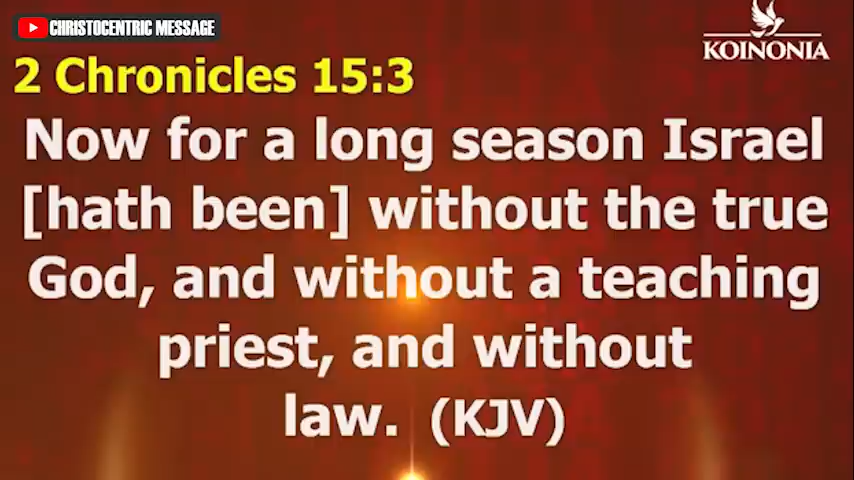 CHRISTOCENTRIC MESSAGE
KOINONIA
2 Chronicles 15:3
Now for a long season Israel
[hath been] without the true
God, and without a teaching
priest, and without
law. (KJV)